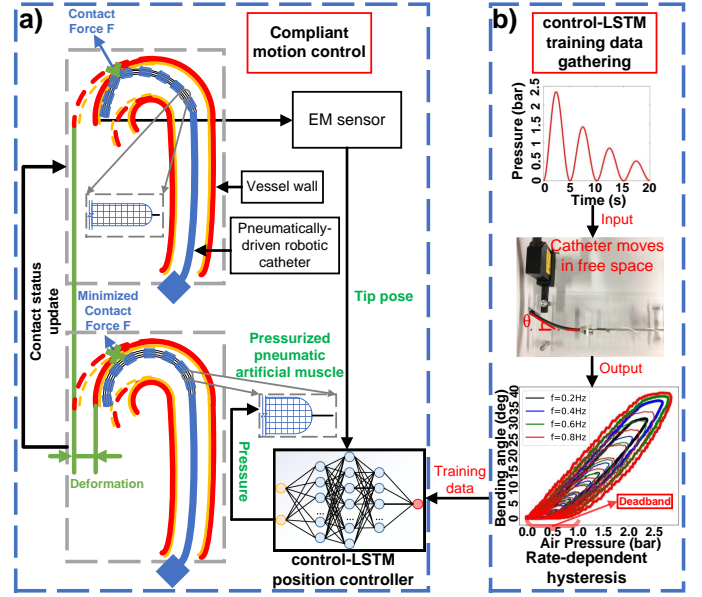 a)
Contact
Force F
Compliant
motion control
EM sensor
Vessel wall
Pneumatically-
driven robotic
catheter
Contact status
update
Minimized
Contact
Force F
Tip pose
Pressurized
pneumatic
artificial muscle
Pressure
Deformation
control-LSTM
position controller
Training
data
b)
control-LSTM
training data
gathering
Pressure (bar)
0 0.5 1 1.5 2 2.5
0 5 10 15 20
Time (s)
Input
Catheter moves
in free space
θ
Output
Bending angle (deg)
0 5 10 15 20 25 30 35 40
f=0.2Hz
f=0.4Hz
f=0.6Hz
f=0.8Hz
Deadband
0.0 0.5 1.0 1.5 2.0 2.5
Air Pressure (bar)
Rate-dependent
hysteresis